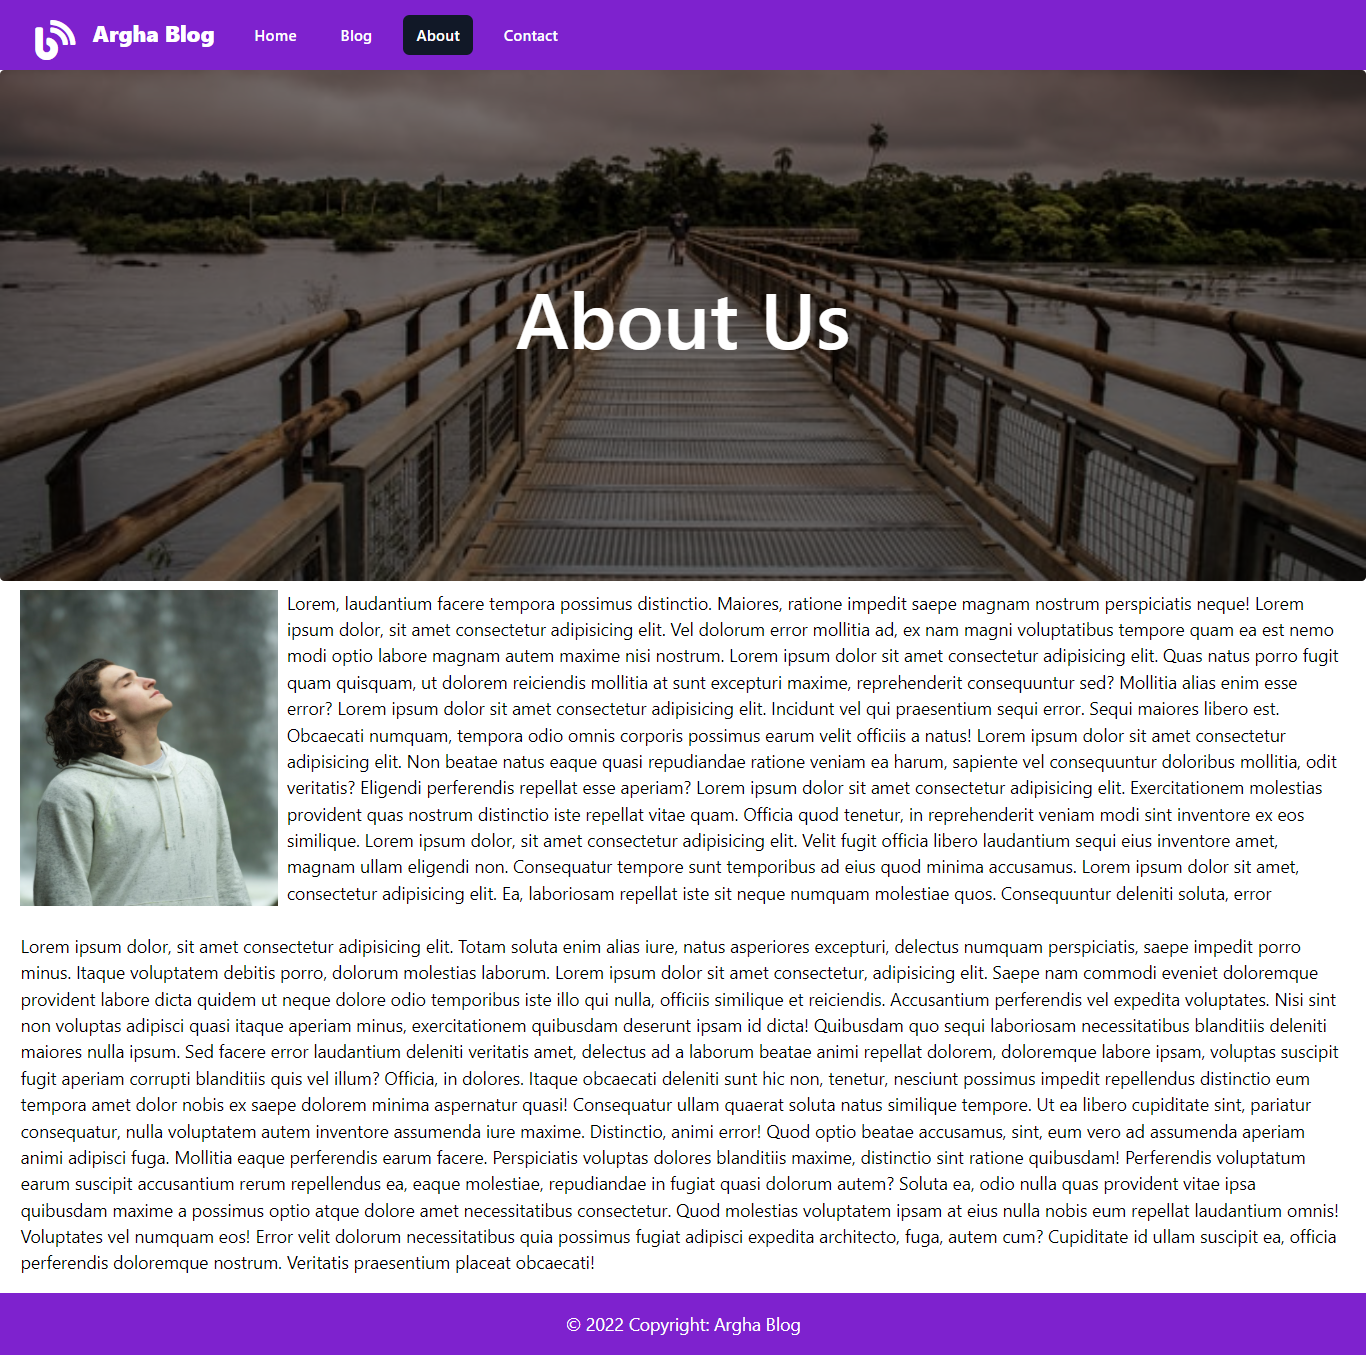 Argha Blog Home Blog About Contact
About Us
Lorem, laudantium facere tempora possimus distinctio. Maiores, ratione impedit saepe magnam nostrum perspiciatis neque! Lorem
ipsum dolor, sit amet consectetur adipisicing elit. Vel dolorum error mollitia ad, ex nam magni voluptatibus tempore quam ea est nemo
modi optio labore magnam autem maxime nisi nostrum. Lorem ipsum dolor sit amet consectetur adipisicing elit. Quas natus porro fugit
quam quisquam, ut dolorem reiciendis mollitia at sunt excepturi maxime, reprehenderit consequuntur sed? Mollitia alias enim esse
error? Lorem ipsum dolor sit amet consectetur adipisicing elit. Incidunt vel qui praesentium sequi error. Sequi maiores libero est.
Obcaecati numquam, tempora odio omnis corporis possimus earum velit officiis a natus! Lorem ipsum dolor sit amet consectetur
adipisicing elit. Non beatae natus eaque quasi repudiandae ratione veniam ea harum, sapiente vel consequuntur doloribus mollitia, odit
veritatis? Eligendi perferendis repellat esse aperiam? Lorem ipsum dolor sit amet consectetur adipisicing elit. Exercitationem molestias
provident quas nostrum distinctio iste repellat vitae quam. Officia quod tenetur, in reprehenderit veniam modi sint inventore ex eos
similique. Lorem ipsum dolor, sit amet consectetur adipisicing elit. Velit fugit officia libero laudantium sequi eius inventore amet,
magnam ullam eligendi non. Consequatur tempore sunt temporibus ad eius quod minima accusamus. Lorem ipsum dolor sit amet,
consectetur adipisicing elit. Ea, laboriosam repellat iste sit neque numquam molestiae quos. Consequuntur deleniti soluta, error
Lorem ipsum dolor, sit amet consectetur adipisicing elit. Totam soluta enim alias iure, natus asperiores excepturi, delectus numquam perspiciatis, saepe impedit porro
minus. Itaque voluptatem debitis porro, dolorum molestias laborum. Lorem ipsum dolor sit amet consectetur, adipisicing elit. Saepe nam commodi eveniet doloremque
provident labore dicta quidem ut neque dolore odio temporibus iste illo qui nulla, officiis similique et reiciendis. Accusantium perferendis vel expedita voluptates. Nisi sint
non voluptas adipisci quasi itaque aperiam minus, exercitationem quibusdam deserunt ipsam id dicta! Quibusdam quo sequi laboriosam necessitatibus blanditiis deleniti
maiores nulla ipsum. Sed facere error laudantium deleniti veritatis amet, delectus ad a laborum beatae animi repellat dolorem, doloremque labore ipsam, voluptas suscipit
fugit aperiam corrupti blanditiis quis vel illum? Officia, in dolores. Itaque obcaecati deleniti sunt hic non, tenetur, nesciunt possimus impedit repellendus distinctio eum
tempora amet dolor nobis ex saepe dolorem minima aspernatur quasi! Consequatur ullam quaerat soluta natus similique tempore. Ut ea libero cupiditate sint, pariatur
consequatur, nulla voluptatem autem inventore assumenda iure maxime. Distinctio, animi error! Quod optio beatae accusamus, sint, eum vero ad assumenda aperiam
animi adipisci fuga. Mollitia eaque perferendis earum facere. Perspiciatis voluptas dolores blanditiis maxime, distinctio sint ratione quibusdam! Perferendis voluptatum
earum suscipit accusantium rerum repellendus ea, eaque molestiae, repudiandae in fugiat quasi dolorum autem? Soluta ea, odio nulla quas provident vitae ipsa
quibusdam maxime a possimus optio atque dolore amet necessitatibus consectetur. Quod molestias voluptatem ipsam at eius nulla nobis eum repellat laudantium omnis!
Voluptates vel numquam eos! Error velit dolorum necessitatibus quia possimus fugiat adipisci expedita architecto, fuga, autem cum? Cupiditate id ullam suscipit ea, officia
perferendis doloremque nostrum. Veritatis praesentium placeat obcaecati!
© 2022 Copyright: Argha Blog